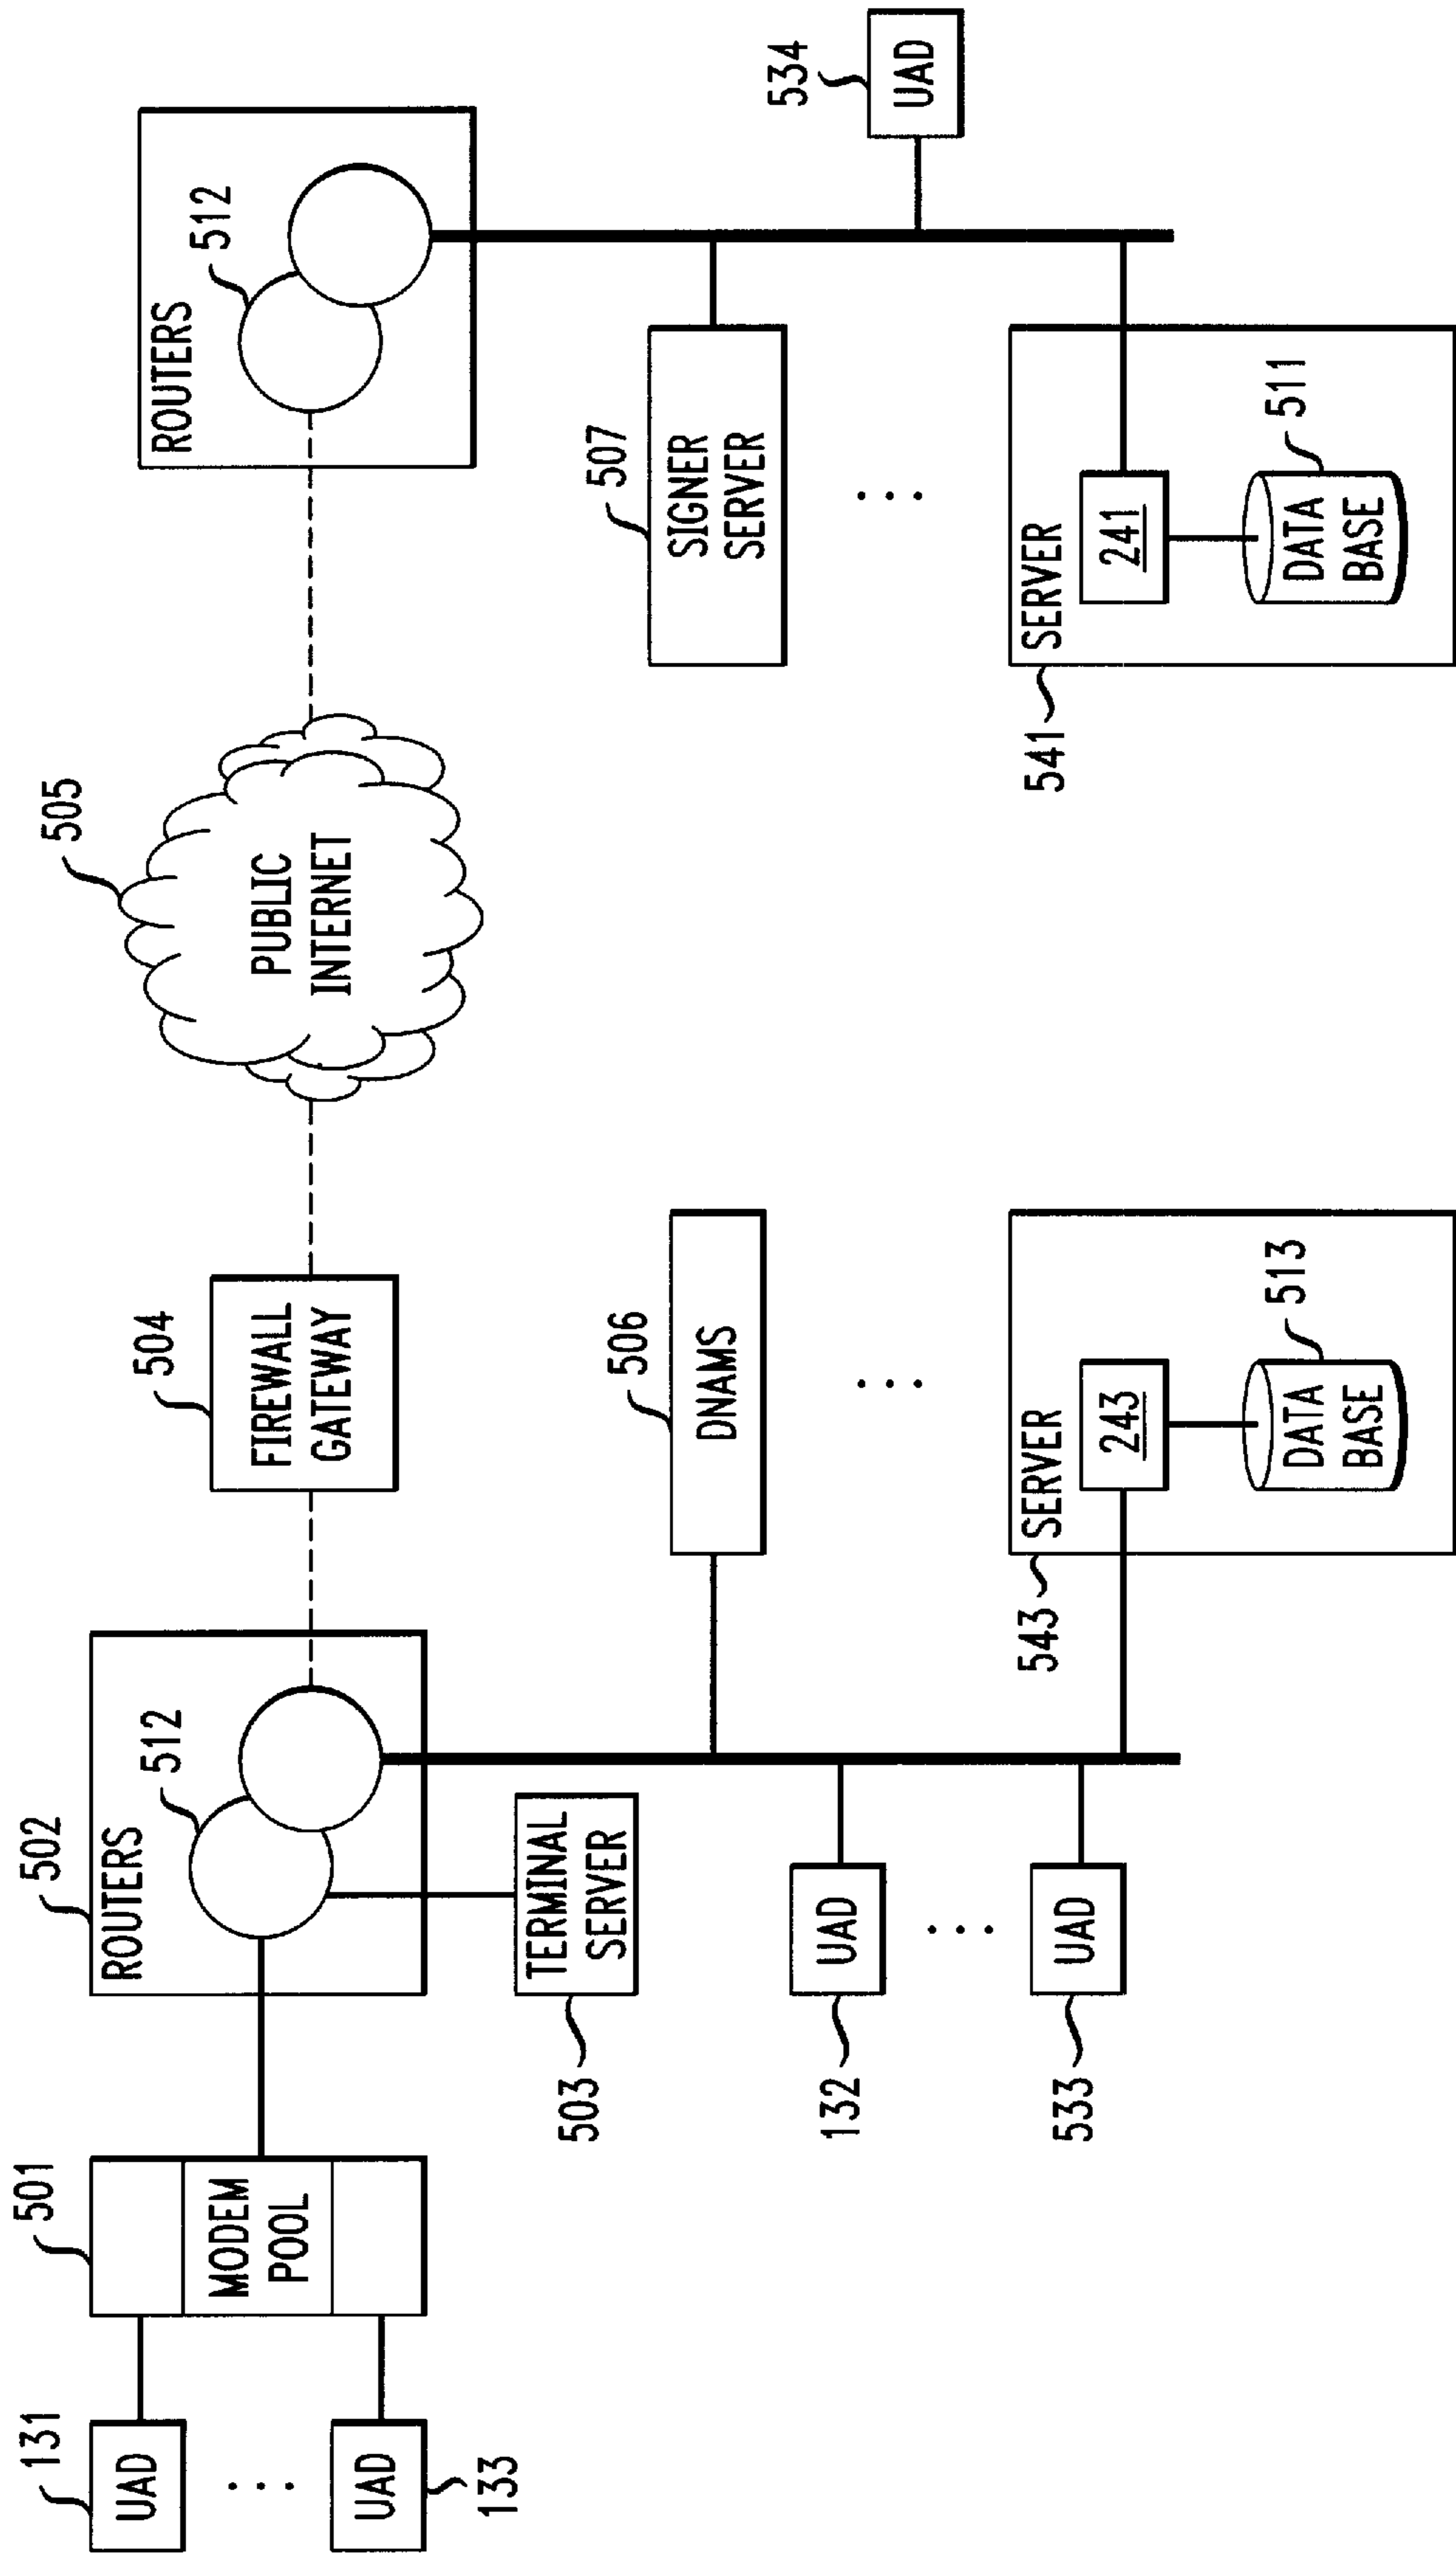 501
502
505
512
504
512
ROUTERS
FIREWALL
GATEWAY
PUBLIC
INTERNET
ROUTERS
131
UAD
...
UAD
133
MODEM
POOL
TERMINAL
SERVER
503
506
DNAMS
507
SIGNER
SERVER
534
UAD
132
UAD
...
UAD
533
...
...
543
SERVER
243
513
DATA
BASE
541
SERVER
241
511
DATA
BASE